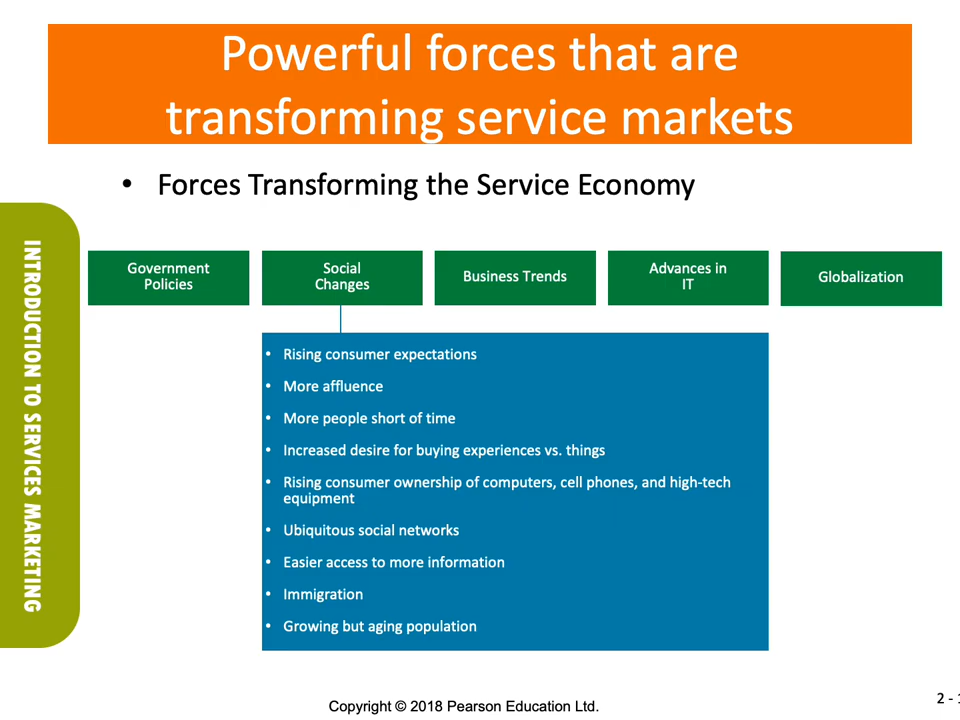 Powerful forces that are
transforming service markets
• Forces Transforming the Service Economy
INTRODUCTION TO SERVICES MARKETING
Government
Policies
Social
Changes
Business Trends
Advances in
IT
Globalization
• Rising consumer expectations
• More affluence
• More people short of time
• Increased desire for buying experiences vs. things
• Rising consumer ownership of computers, cell phones, and high-tech
equipment
• Ubiquitous social networks
• Easier access to more information
• Immigration
• Growing but aging population
Copyright © 2018 Pearson Education Ltd.
2 -